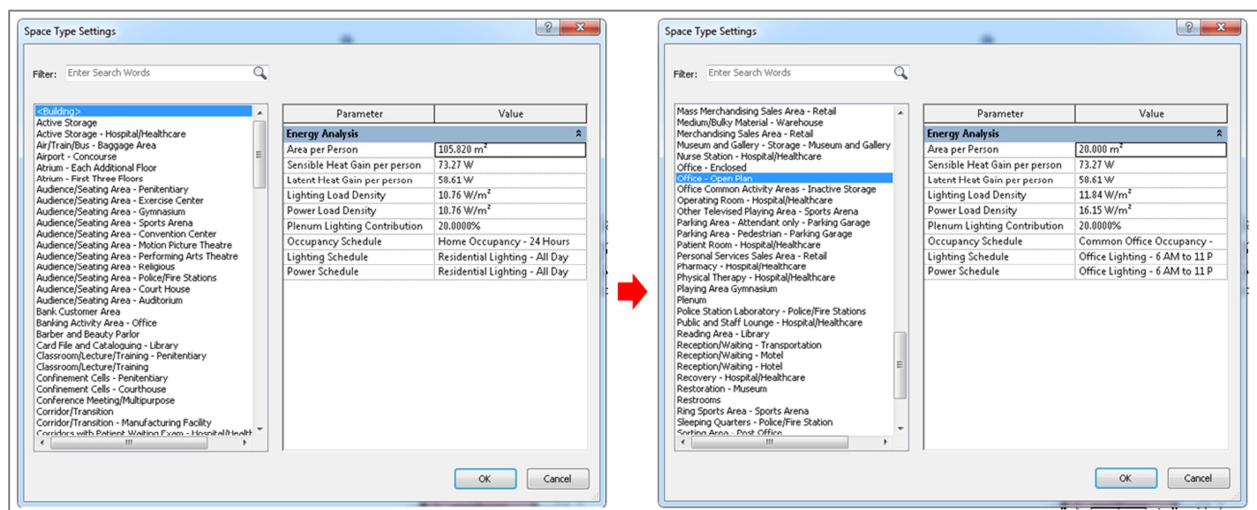 Space Type Settings
Filter: Enter Search Words
<Building>
Active Storage
Active Storage - Hospital/Healthcare
Air/Train/Bus - Baggage Area
Airport - Concourse
Atrium - Each Additional Floor
Atrium - First Three Floors
Audience/Seating Area - Penitentiary
Audience/Seating Area - Exercise Center
Audience/Seating Area - Gymnasium
Audience/Seating Area - Sports Arena
Audience/Seating Area - Convention Center
Audience/Seating Area - Motion Picture Theatre
Audience/Seating Area - Performing Arts Theatre
Audience/Seating Area - Religious
Audience/Seating Area - Police/Fire Stations
Audience/Seating Area - Court House
Audience/Seating Area - Auditorium
Bank Customer Area
Banking Activity Area - Office
Barber and Beauty Parlor
Card File and Cataloguing - Library
Classroom/Lecture/Training - Penitentiary
Classroom/Lecture/Training
Confinement Cells - Penitentiary
Confinement Cells - Courthouse
Conference Meeting/Multipurpose
Corridor/Transition
Corridor/Transition - Manufacturing Facility
Corridors with Patient Waiting Exam - Hospital/Healt
Parameter Value
Energy Analysis
Area per Person 105.820 m²
Sensible Heat Gain per person 73.27 W
Latent Heat Gain per person 58.61 W
Lighting Load Density 10.76 W/m²
Power Load Density 10.76 W/m²
Plenum Lighting Contribution 20.0000%
Occupancy Schedule Home Occupancy - 24 Hours
Lighting Schedule Residential Lighting - All Day
Power Schedule Residential Lighting - All Day
OK Cancel
Space Type Settings
Filter: Enter Search Words
Mass Merchandising Sales Area - Retail
Medium/Bulky Material - Warehouse
Merchandising Sales Area - Retail
Museum and Gallery - Storage - Museum and Gallery
Nurse Station - Hospital/Healthcare
Office - Enclosed
Office - Open Plan
Office Common Activity Areas - Inactive Storage
Operating Room - Hospital/Healthcare
Other Televised Playing Area - Sports Arena
Parking Area - Attendant only - Parking Garage
Parking Area - Pedestrian - Parking Garage
Patient Room - Hospital/Healthcare
Personal Services Sales Area - Retail
Pharmacy - Hospital/Healthcare
Physical Therapy - Hospital/Healthcare
Playing Area Gymnasium
Plenum
Police Station Laboratory - Police/Fire Stations
Public and Staff Lounge - Hospital/Healthcare
Reading Area - Library
Reception/Waiting - Transportation
Reception/Waiting - Motel
Reception/Waiting - Hotel
Recovery - Hospital/Healthcare
Restoration - Museum
Restrooms
Ring Sports Area - Sports Arena
Sleeping Quarters - Police/Fire Station
Sorting Area - Post Office
Parameter Value
Energy Analysis
Area per Person 20.000 m²
Sensible Heat Gain per person 73.27 W
Latent Heat Gain per person 58.61 W
Lighting Load Density 11.84 W/m²
Power Load Density 16.15 W/m²
Plenum Lighting Contribution 20.0000%
Occupancy Schedule Common Office Occupancy -
Lighting Schedule Office Lighting - 6 AM to 11 P
Power Schedule Office Lighting - 6 AM to 11 P
OK Cancel